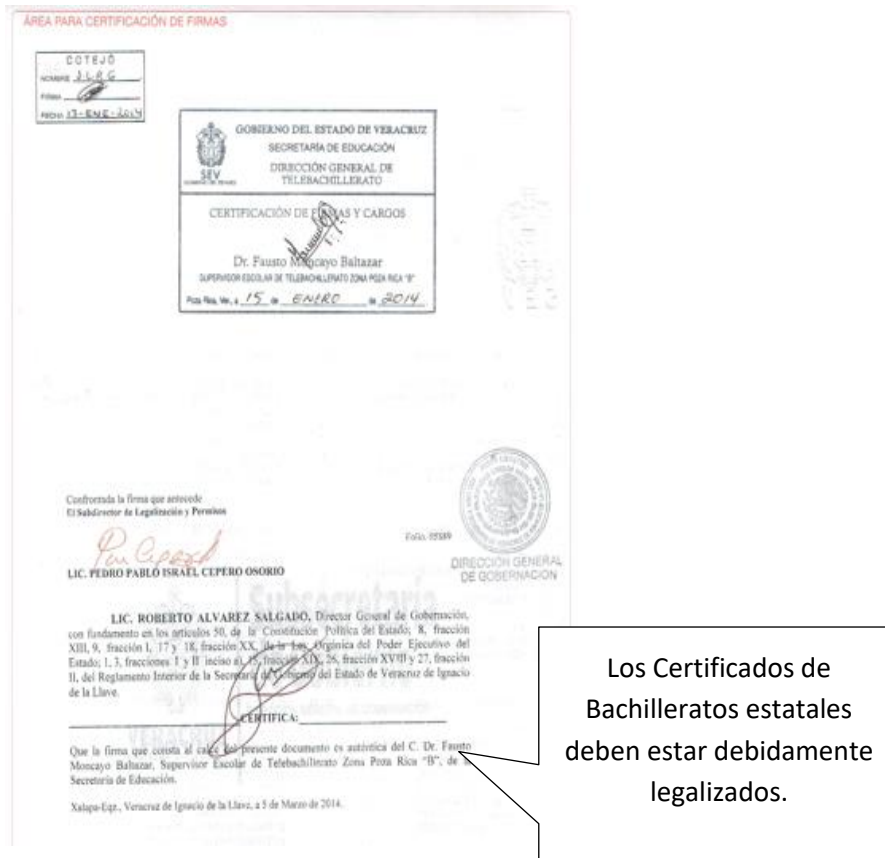 ÁREA PARA CERTIFICACIÓN DE FIRMAS
COTEJÓ
NOMBRE J.L.R.G
FIRMA
FECHA 13-ENE-2014
GOBIERNO DEL ESTADO DE VERACRUZ
SECRETARÍA DE EDUCACIÓN
DIRECCIÓN GENERAL DE
TELEBACHILLERATO
SEV
CERTIFICACIÓN DE FIRMAS Y CARGOS
Dr. Fausto Moncayo Baltazar
SUPERVISOR ESCOLAR DE TELEBACHILLERATO ZONA POZA RICA "B"
Poza Rica, Ver., a 15 de ENERO de 2014
Confrontada la firma que antecede
El Subdirector de Legalización y Permisos
Folio.
LIC. PEDRO PABLO ISRAEL CEPERO OSORIO
DIRECCIÓN GENERAL
DE GOBERNACIÓN
Subsecretaría
LIC. ROBERTO ALVAREZ SALGADO, Director General de Gobernación,
con fundamento en los artículos 50, de la Constitución Política del Estado; 8, fracción
XIII, 9, fracción I, 17 y 18, fracción XX, de la Ley Orgánica del Poder Ejecutivo del
Estado; 1, 3, fracciones I y II inciso a), 15, fracción XIX, 26, fracción XVIII y 27, fracción
II, del Reglamento Interior de la Secretaría de Gobierno del Estado de Veracruz de Ignacio
de la Llave.
CERTIFICA:
VERACRUZ
Que la firma que consta al calce del presente documento es auténtica del C. Dr. Fausto
Moncayo Baltazar, Supervisor Escolar de Telebachillerato Zona Poza Rica "B", de la
Secretaría de Educación.
Xalapa-Eqz., Veracruz de Ignacio de la Llave, a 5 de Marzo de 2014.
Los Certificados de
Bachilleratos estatales
deben estar debidamente
legalizados.